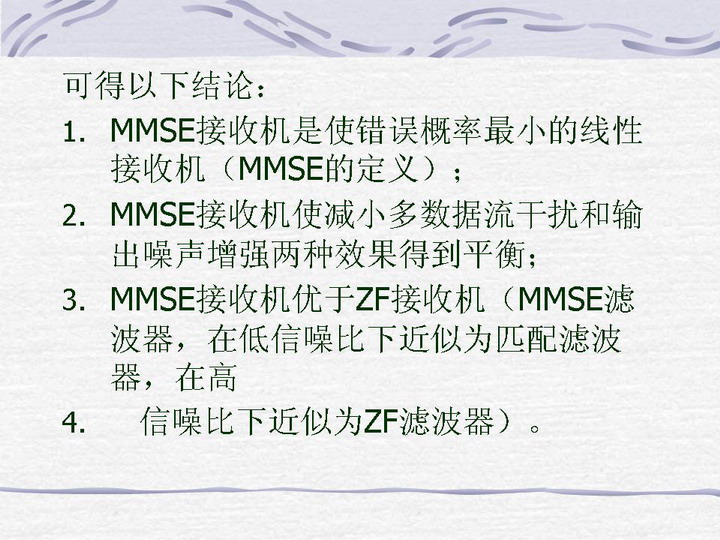 可得以下结论：
1. MMSE接收机是使错误概率最小的线性
接收机（MMSE的定义）；
2. MMSE接收机使减小多数据流干扰和输
出噪声增强两种效果得到平衡；
3. MMSE接收机优于ZF接收机（MMSE滤
波器，在低信噪比下近似为匹配滤波
器，在高
4. 信噪比下近似为ZF滤波器）。